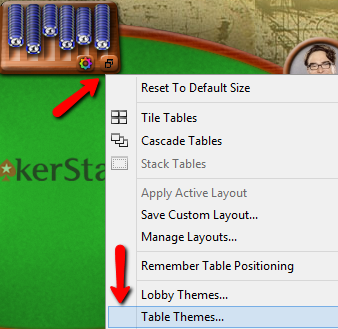 Reset To Default Size
Tile Tables
Cascade Tables
Stack Tables
kerSta
Apply Active Layout
Save Custom Layout...
Manage Layouts...
Remember Table Positioning
Lobby Themes...
Table Themes...